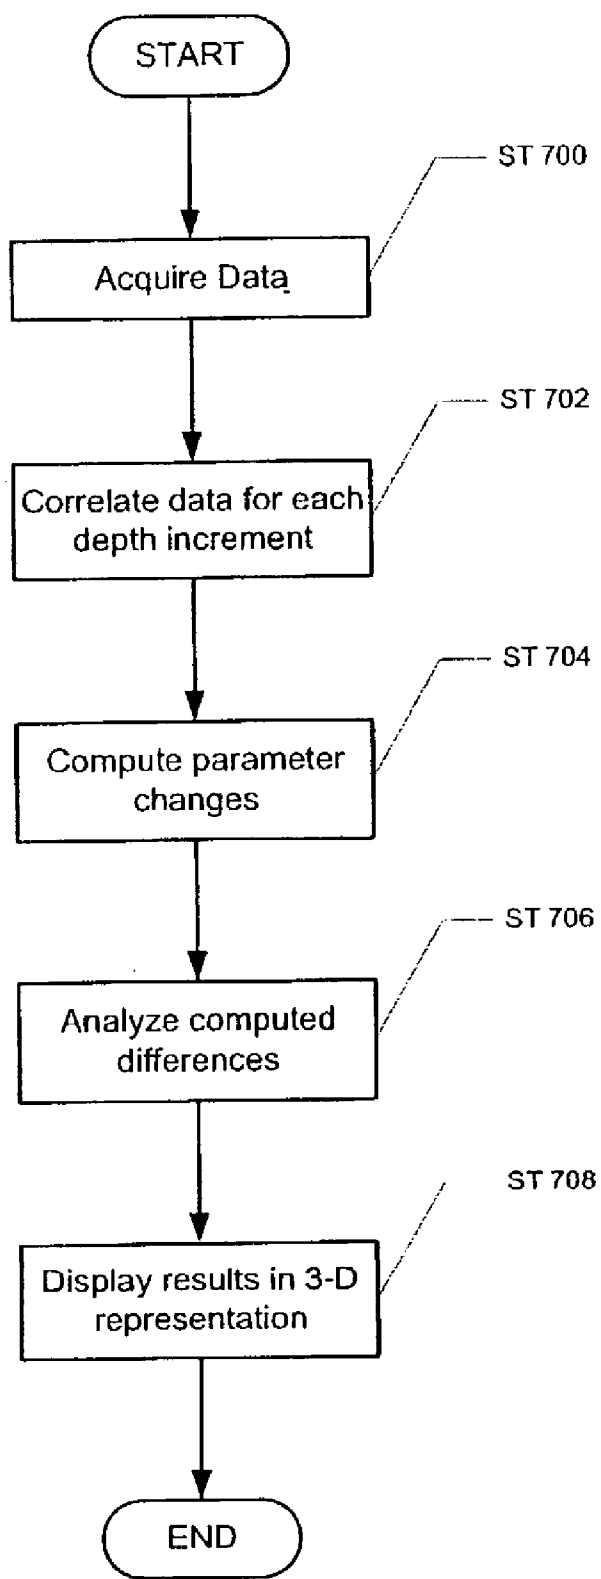 START
ST 700
Acquire Data
ST 702
Correlate data for each
depth increment
ST 704
Compute parameter
changes
ST 706
Analyze computed
differences
ST 708
Display results in 3-D
representation
END